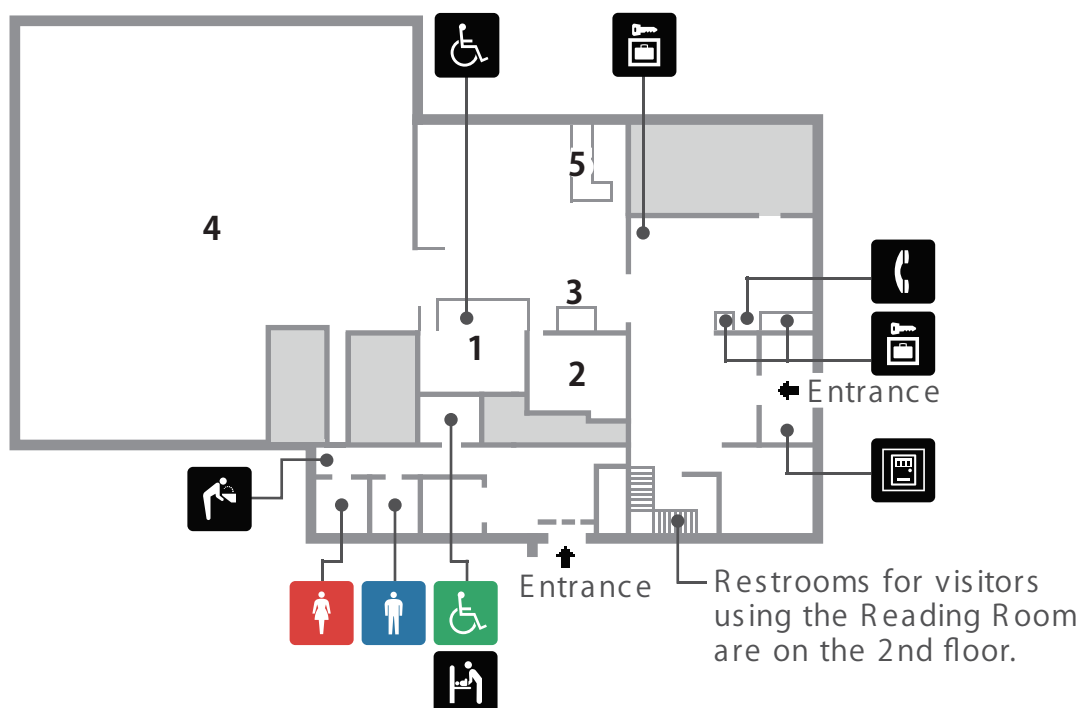 5
4
3
1
2
Entrance
Entrance
Restrooms for visitors
using the Reading Room
are on the 2nd floor.